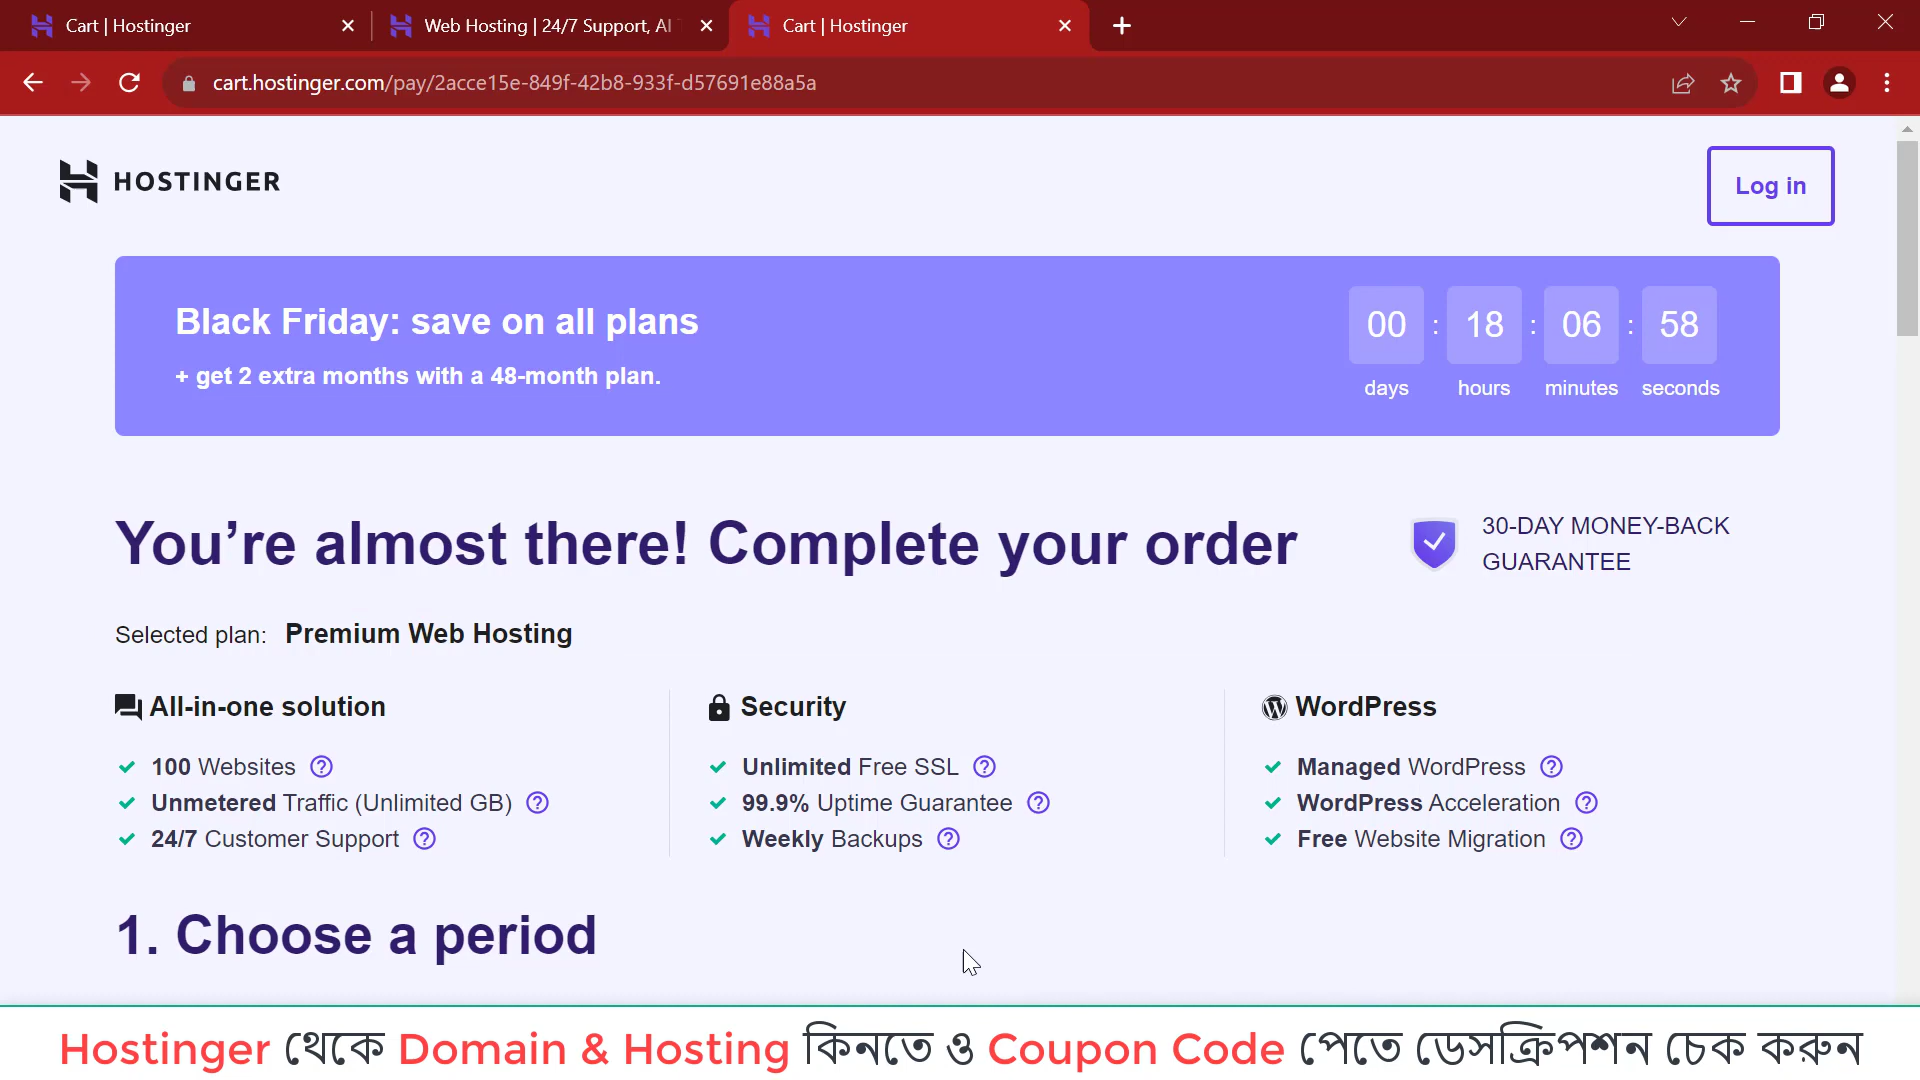 Cart | Hostinger
Web Hosting | 24/7 Support, AI
Cart | Hostinger
cart.hostinger.com/pay/2acce15e-849f-42b8-933f-d57691e88a5a
HOSTINGER
Log in
Black Friday: save on all plans
+ get 2 extra months with a 48-month plan.
00 : 18 : 06 : 58
days hours minutes seconds
You’re almost there! Complete your order
30-DAY MONEY-BACK
GUARANTEE
Selected plan: Premium Web Hosting
All-in-one solution
100 Websites
Unmetered Traffic (Unlimited GB)
24/7 Customer Support
Security
Unlimited Free SSL
99.9% Uptime Guarantee
Weekly Backups
WordPress
Managed WordPress
WordPress Acceleration
Free Website Migration
1. Choose a period
Hostinger থেকে Domain & Hosting কিনতে ও Coupon Code পেতে ডেসক্রিপশন চেক করুন